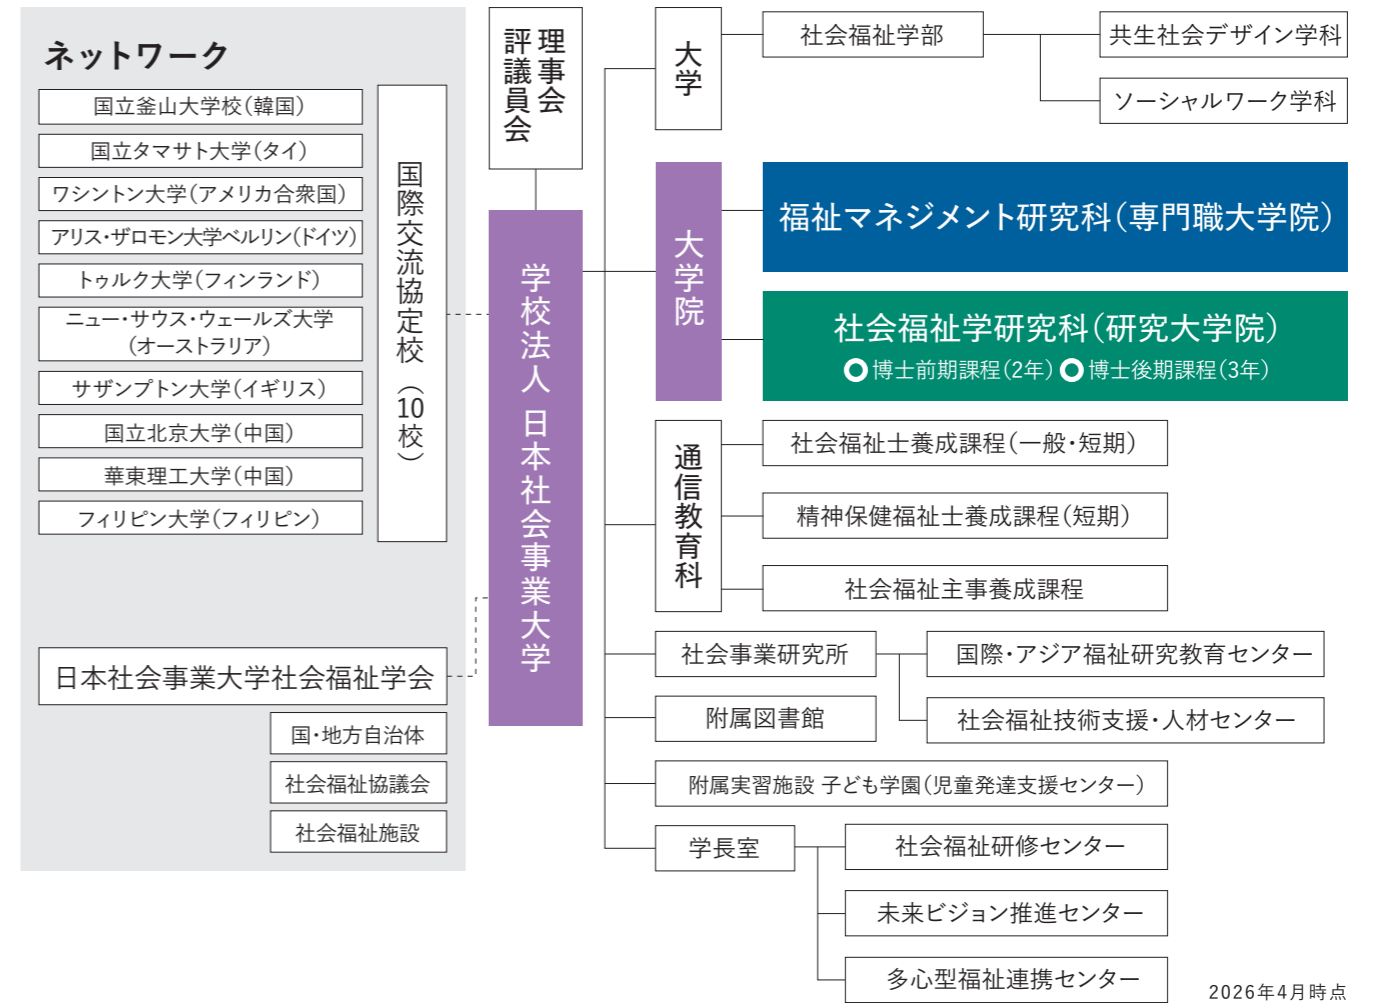 ネットワーク
国立釜山大学校(韓国)
国立タマサト大学(タイ)
ワシントン大学(アメリカ合衆国)
アリス・ザロモン大学ベルリン(ドイツ)
トゥルク大学(フィンランド)
ニュー・サウス・ウェールズ大学
(オーストラリア)
サザンプトン大学(イギリス)
国立北京大学(中国)
華東理工大学(中国)
フィリピン大学(フィリピン)
国際交流協定校(10校)
日本社会事業大学社会福祉学会
国・地方自治体
社会福祉協議会
社会福祉施設
理事会
評議員会
学校法人 日本社会事業大学
大学
社会福祉学部
共生社会デザイン学科
ソーシャルワーク学科
大学院
福祉マネジメント研究科(専門職大学院)
社会福祉学研究科(研究大学院)
博士前期課程(2年) 博士後期課程(3年)
通信教育科
社会福祉士養成課程(一般・短期)
精神保健福祉士養成課程(短期)
社会福祉主事養成課程
社会事業研究所
国際・アジア福祉研究教育センター
社会福祉技術支援・人材センター
附属図書館
附属実習施設 子ども学園(児童発達支援センター)
学長室
社会福祉研修センター
未来ビジョン推進センター
多心型福祉連携センター
2026年4月時点